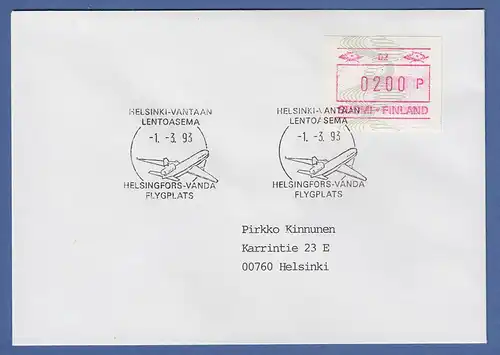 02
0200 P
SUOMI - FINLAND
HELSINKI-VANTAAN
LENTOASEMA
-1. -3. 93
HELSINGFORS-VANDA
FLYGPLATS
HELSINKI-VANTAAN
LENTOASEMA
-1. -3. 93
HELSINGFORS-VANDA
FLYGPLATS
Pirkko Kinnunen
Karrintie 23 E
00760 Helsinki